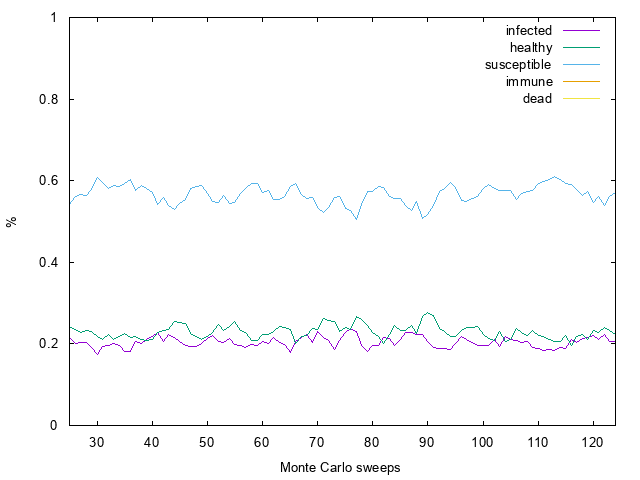 1
infected
healthy
susceptible
immune
dead
0.8
0.6
%
0.4
0.2
0
30 40 50 60 70 80 90 100 110 120
Monte Carlo sweeps